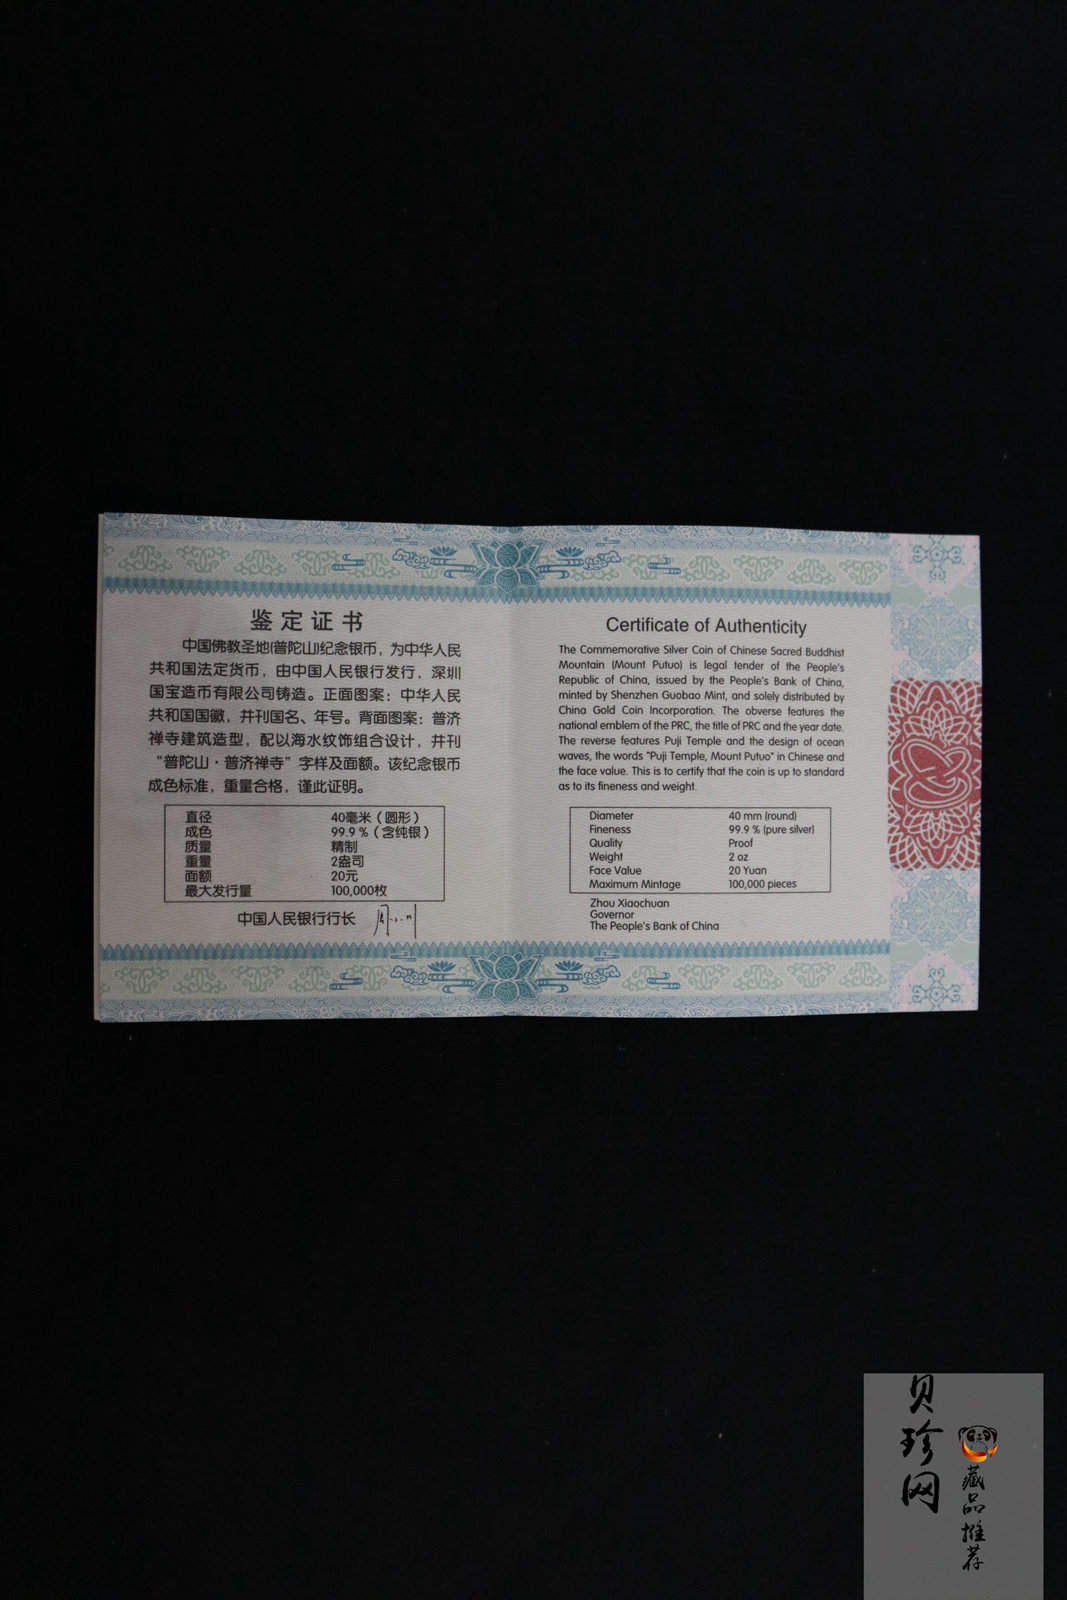 鉴定证书
中国佛教圣地(普陀山)纪念银币，为中华人民
共和国法定货币，由中国人民银行发行，深圳
国宝造币有限公司铸造。正面图案：中华人民
共和国国徽，并刊国名、年号。背面图案：普济
禅寺建筑造型，配以海水纹饰组合设计，并刊
“普陀山·普济禅寺”字样及面额。该纪念银币
成色标准，重量合格，谨此证明。
直径 40毫米（圆形）
成色 99.9％（含纯银）
质量 精制
重量 2盎司
面额 20元
最大发行量 100,000枚
中国人民银行行长
Certificate of Authenticity
The Commemorative Silver Coin of Chinese Sacred Buddhist
Mountain (Mount Putuo) is legal tender of the People's
Republic of China, issued by the People's Bank of China,
minted by Shenzhen Guobao Mint, and solely distributed by
China Gold Coin Incorporation. The obverse features the
national emblem of the PRC, the title of PRC and the year date.
The reverse features Puji Temple and the design of ocean
waves, the words "Puji Temple, Mount Putuo" in Chinese and
the face value. This is to certify that the coin is up to standard
as to its fineness and weight.
Diameter 40 mm (round)
Fineness 99.9 % (pure silver)
Quality Proof
Weight 2 oz
Face Value 20 Yuan
Maximum Mintage 100,000 pieces
Zhou Xiaochuan
Governor
The People's Bank of China
贝珍网
藏品推荐